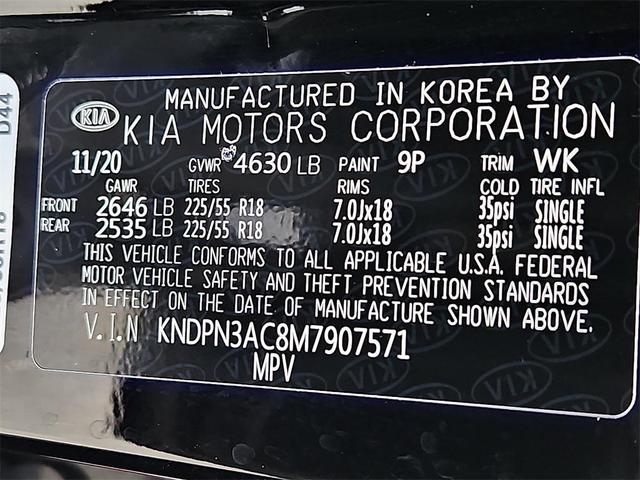 MANUFACTURED IN KOREA BY
KIA KIA MOTORS CORPORATION
11/20 GVWR 4630 LB PAINT 9P TRIM WK
GAWR TIRES RIMS COLD TIRE INFL
FRONT 2646 LB 225/55 R18 7.0Jx18 35psi SINGLE
REAR 2535 LB 225/55 R18 7.0Jx18 35psi SINGLE
THIS VEHICLE CONFORMS TO ALL APPLICABLE U.S.A. FEDERAL
MOTOR VEHICLE SAFETY AND THEFT PREVENTION STANDARDS
IN EFFECT ON THE DATE OF MANUFACTURE SHOWN ABOVE.
V.I.N KNDPN3AC8M7907571
MPV
D44